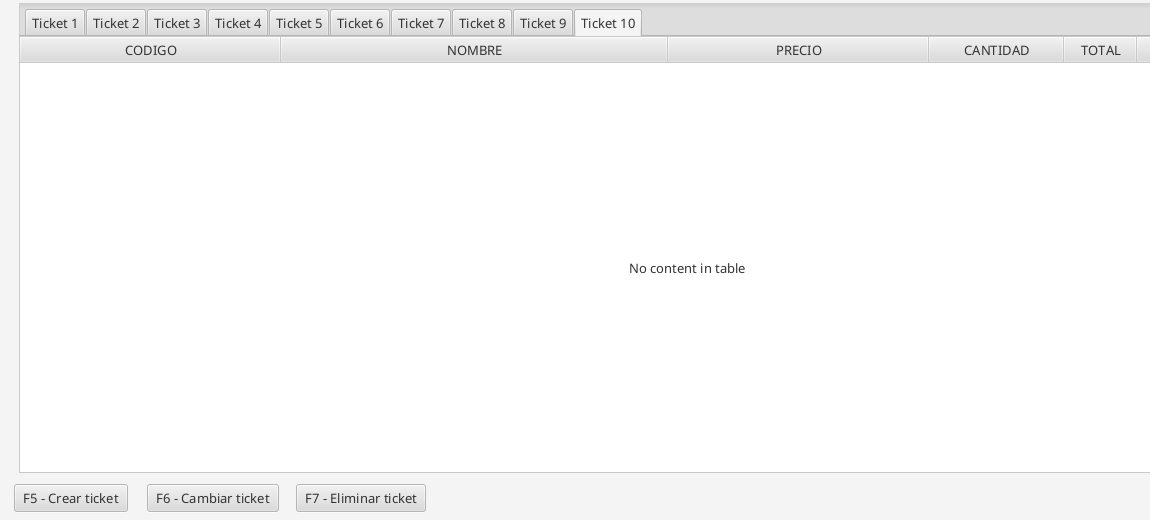 Ticket 1 Ticket 2 Ticket 3 Ticket 4 Ticket 5 Ticket 6 Ticket 7 Ticket 8 Ticket 9 Ticket 10
CODIGO NOMBRE PRECIO CANTIDAD TOTAL
No content in table
F5 - Crear ticket F6 - Cambiar ticket F7 - Eliminar ticket